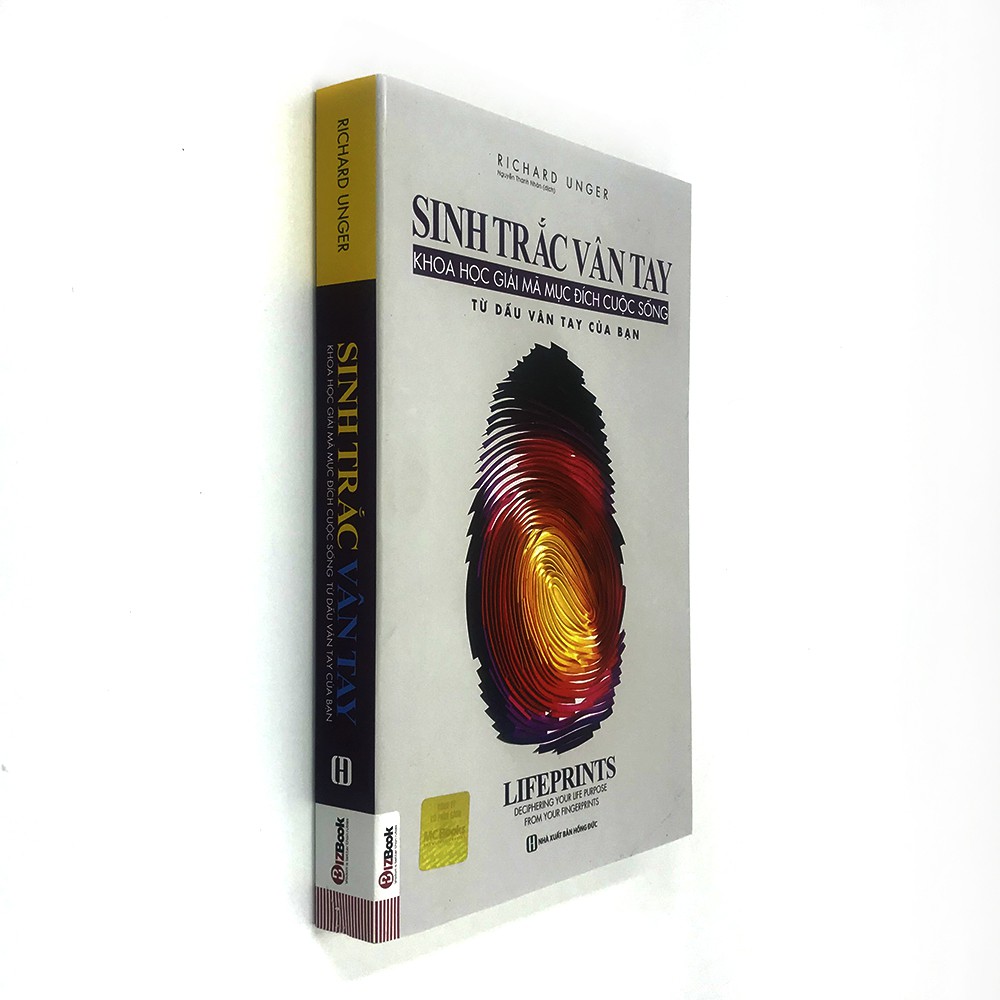 RICHARD UNGER
Nguyễn Thanh Nhàn (dịch)
SINH TRẮC VÂN TAY
KHOA HỌC GIẢI MÃ MỤC ĐÍCH CUỘC SỐNG
TỪ DẤU VÂN TAY CỦA BẠN
LIFEPRINTS
DECIPHERING YOUR LIFE PURPOSE
FROM YOUR FINGERPRINTS
NHÀ XUẤT BẢN HỒNG ĐỨC
MCBooks
BIZBook
RICHARD UNGER
SINH TRẮC VÂN TAY
KHOA HỌC GIẢI MÃ MỤC ĐÍCH CUỘC SỐNG TỪ DẤU VÂN TAY CỦA BẠN
H
BIZBook